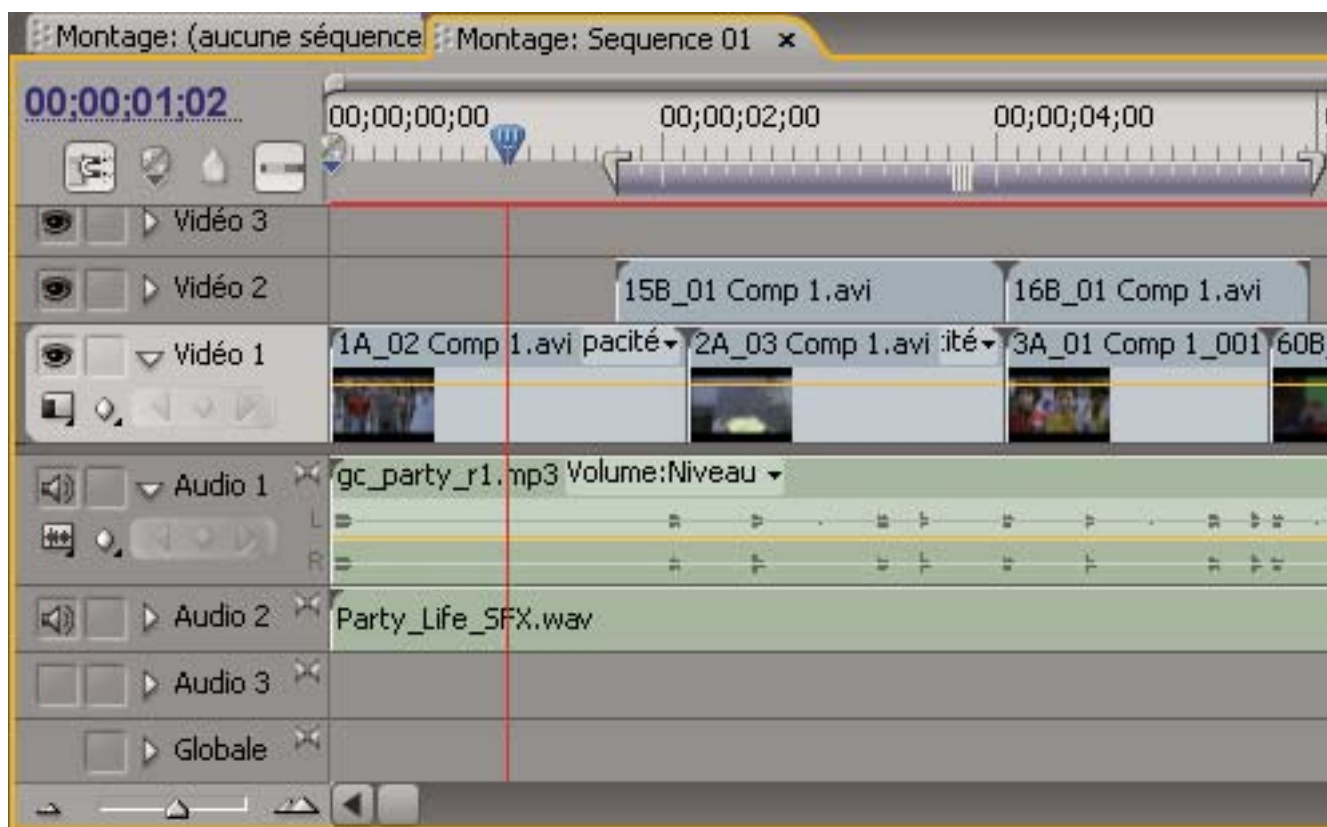 Montage: (aucune séquence Montage: Sequence 01 ×
00;00;01;02
00;00;00;00 00;00;02;00 00;00;04;00
Vidéo 3
Vidéo 2 15B_01 Comp 1.avi 16B_01 Comp 1.avi
Vidéo 1 1A_02 Comp 1.avi pacité 2A_03 Comp 1.avi :ité 3A_01 Comp 1_001 60B
Audio 1 gc_party_r1.mp3 Volume:Niveau
L
R
Audio 2 Party_Life_SFX.wav
Audio 3
Globale